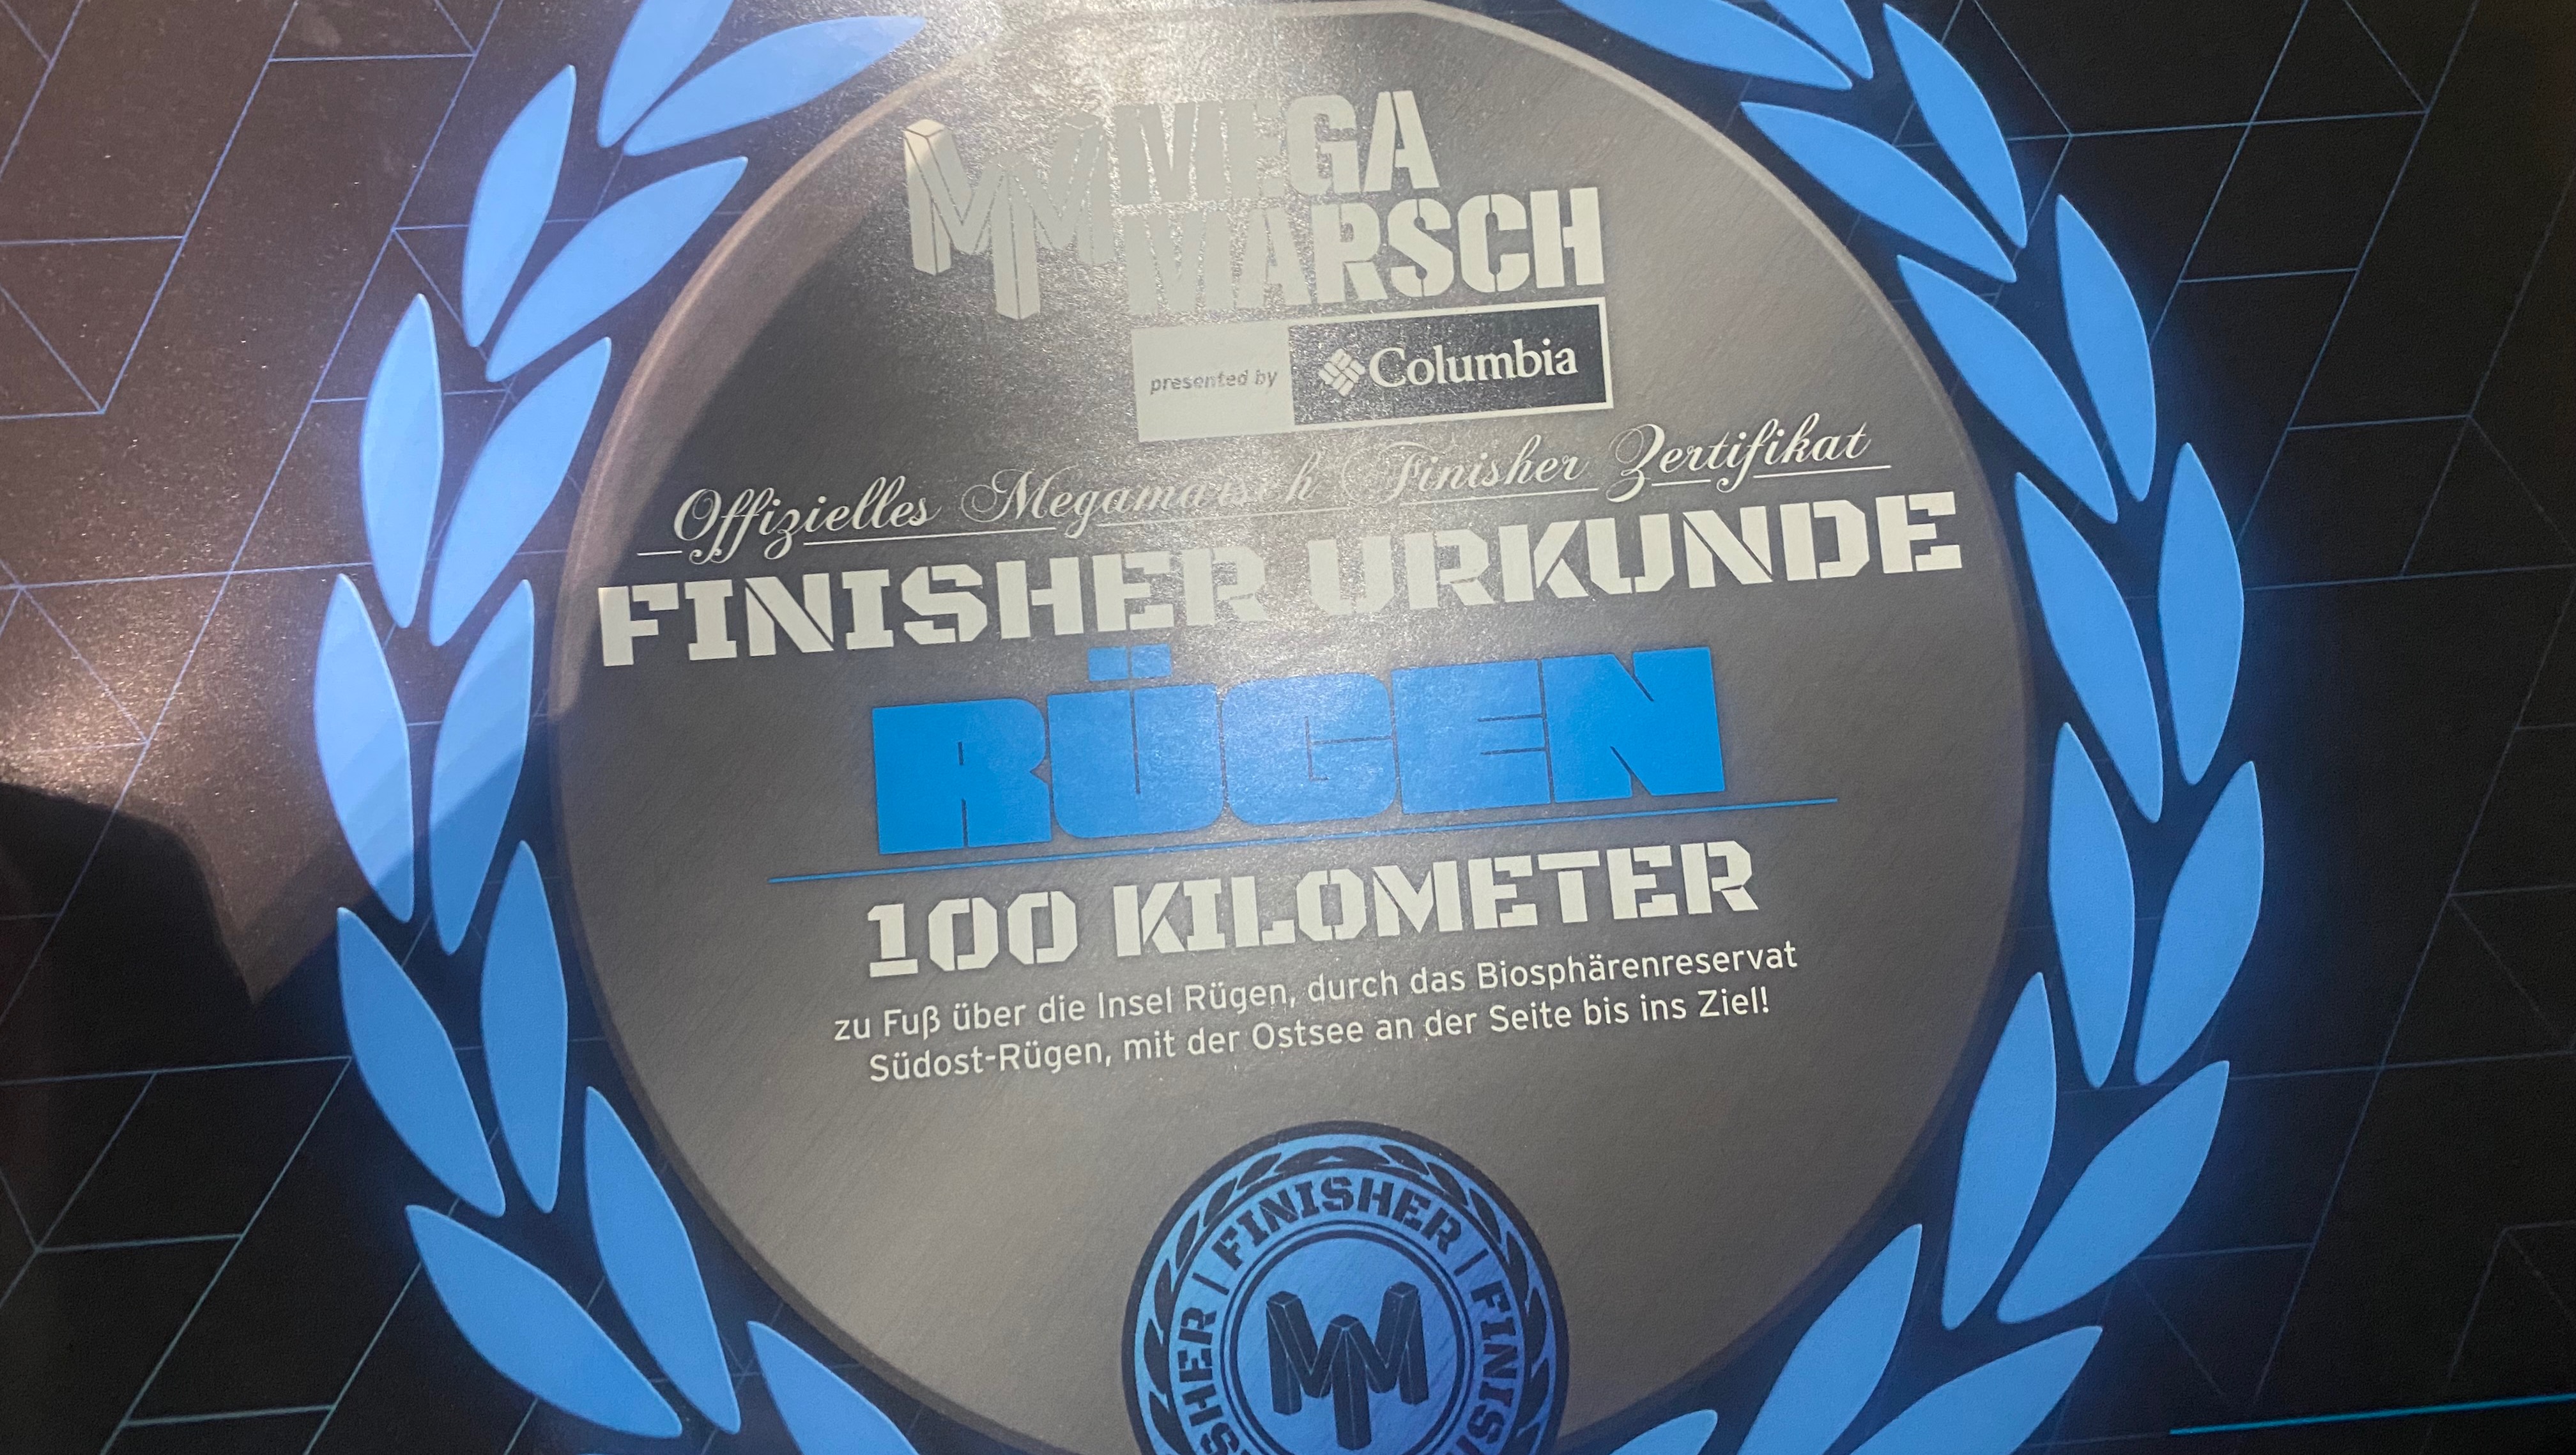 MEGA
MARSCH
presented by Columbia
Offizielles Megamarsch Finisher Zertifikat
FINISHER URKUNDE
RÜGEN
100 KILOMETER
zu Fuß über die Insel Rügen, durch das Biosphärenreservat
Südost-Rügen, mit der Ostsee an der Seite bis ins Ziel!
FINISHER | FINISHER
MM